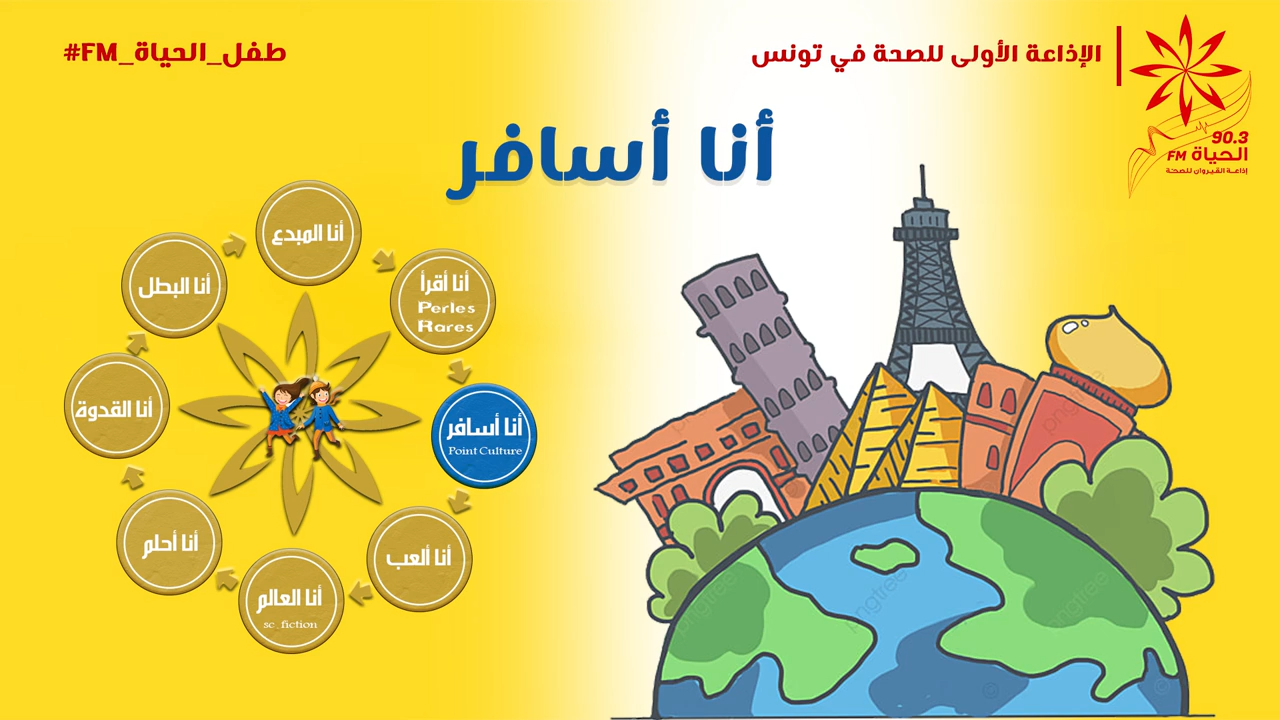 الإذاعة الأولى للصحة في تونس
#طفل_الحياة_FM
90.3
الحياة FM
إذاعة القيروان للصحة
أنا أسافر
أنا المبدع
أنا أقرأ
Perles
Rares
أنا أسافر
Point Culture
أنا ألعب
أنا العالم
sc_fiction
أنا أحلم
أنا القدوة
أنا البطل
pngtree